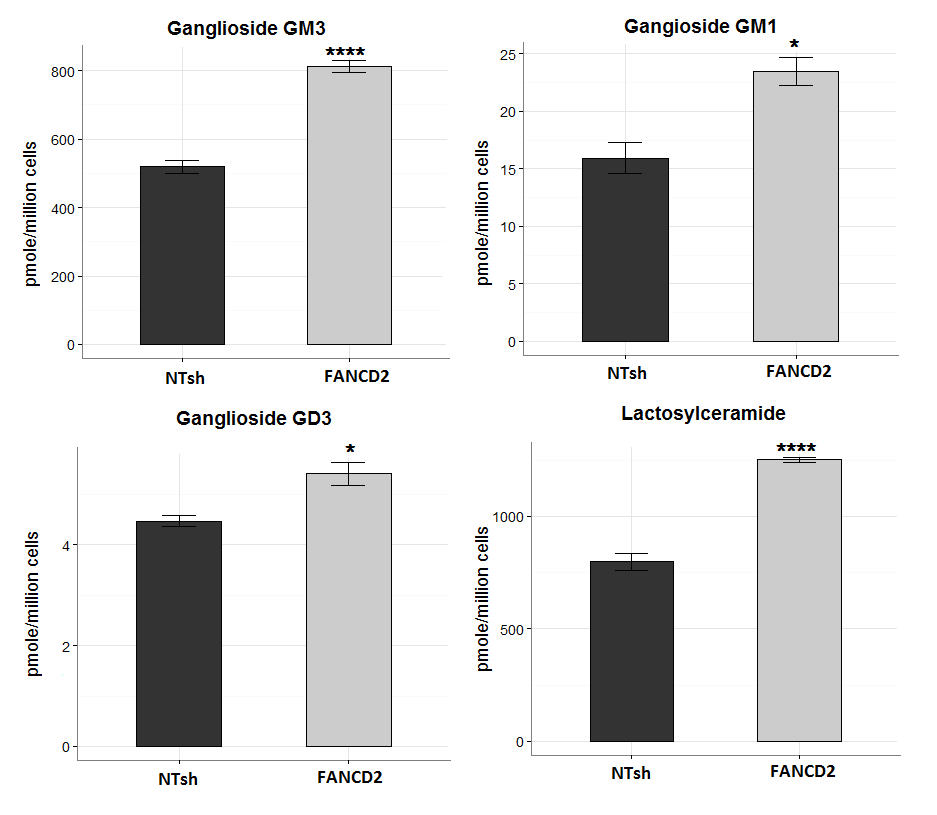 Ganglioside GM3
****
pmole/million cells
800
600
400
200
0
NTsh
FANCD2
Gangioside GM1
*
pmole/million cells
25
20
15
10
5
0
NTsh
FANCD2
Ganglioside GD3
*
pmole/million cells
4
2
0
NTsh
FANCD2
Lactosylceramide
****
pmole/million cells
1000
500
0
NTsh
FANCD2